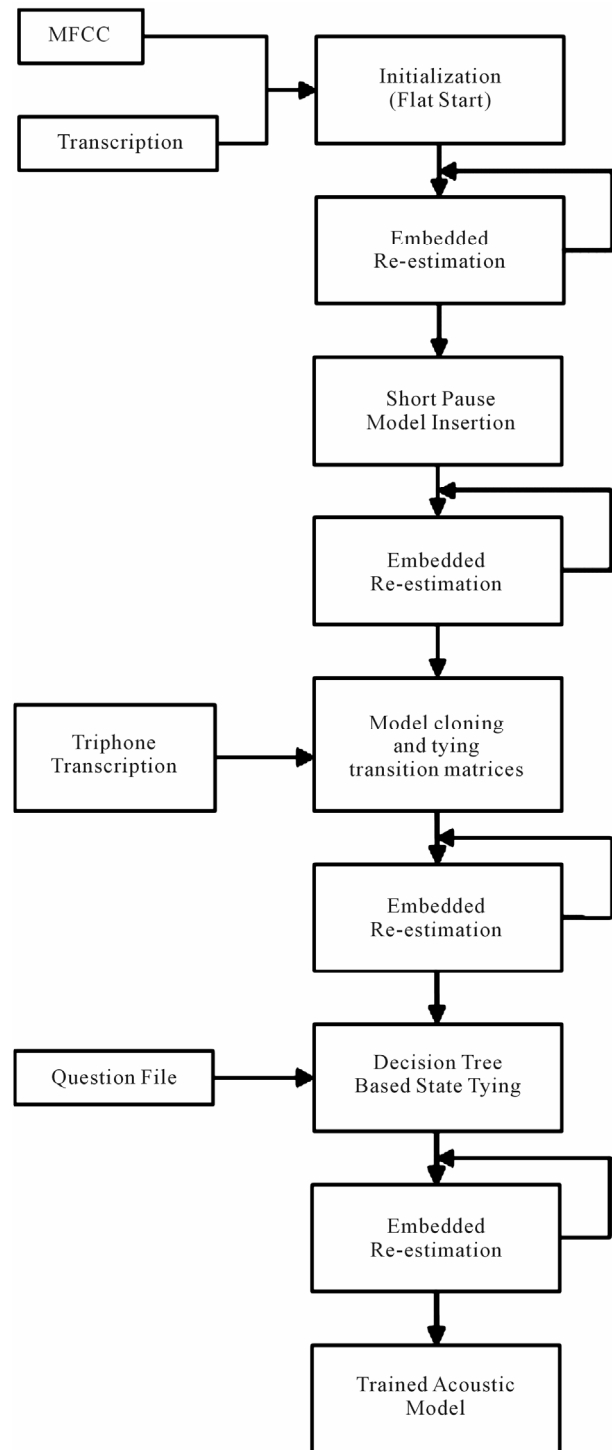 MFCC
Transcription
Initialization
(Flat Start)
Embedded
Re-estimation
Short Pause
Model Insertion
Embedded
Re-estimation
Triphone
Transcription
Model cloning
and tying
transition matrices
Embedded
Re-estimation
Question File
Decision Tree
Based State Tying
Embedded
Re-estimation
Trained Acoustic
Model